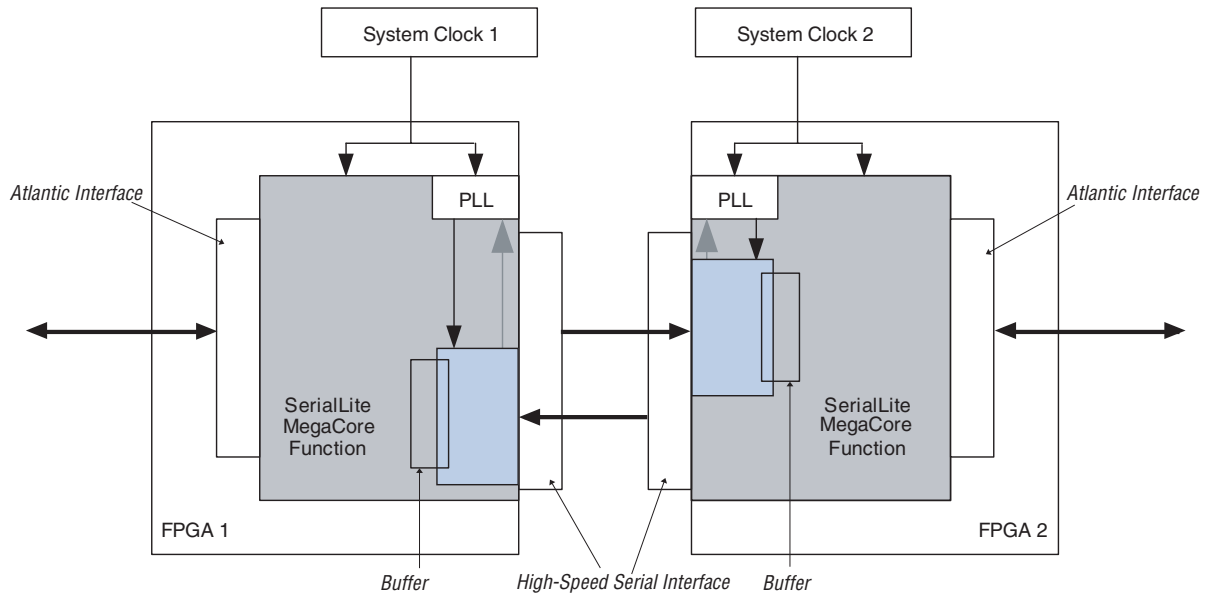 System Clock 1
System Clock 2
Atlantic Interface
PLL
PLL
Atlantic Interface
SerialLite
MegaCore
Function
SerialLite
MegaCore
Function
FPGA 1
FPGA 2
Buffer
High-Speed Serial Interface
Buffer